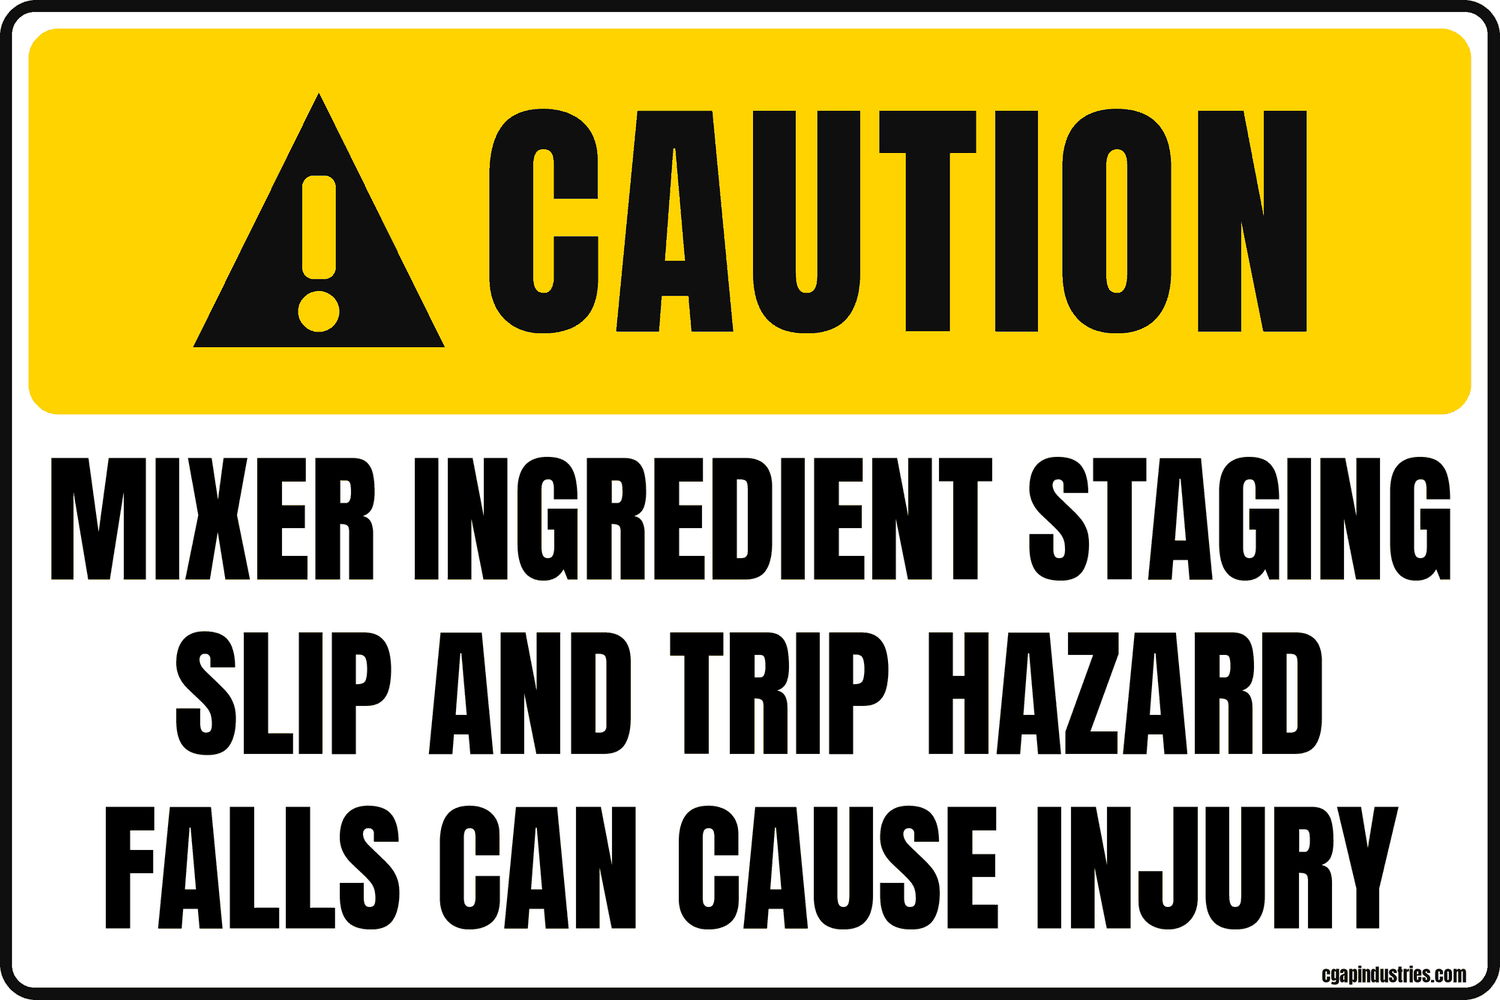 CAUTION
MIXER INGREDIENT STAGING
SLIP AND TRIP HAZARD
FALLS CAN CAUSE INJURY
cgapindustries.com